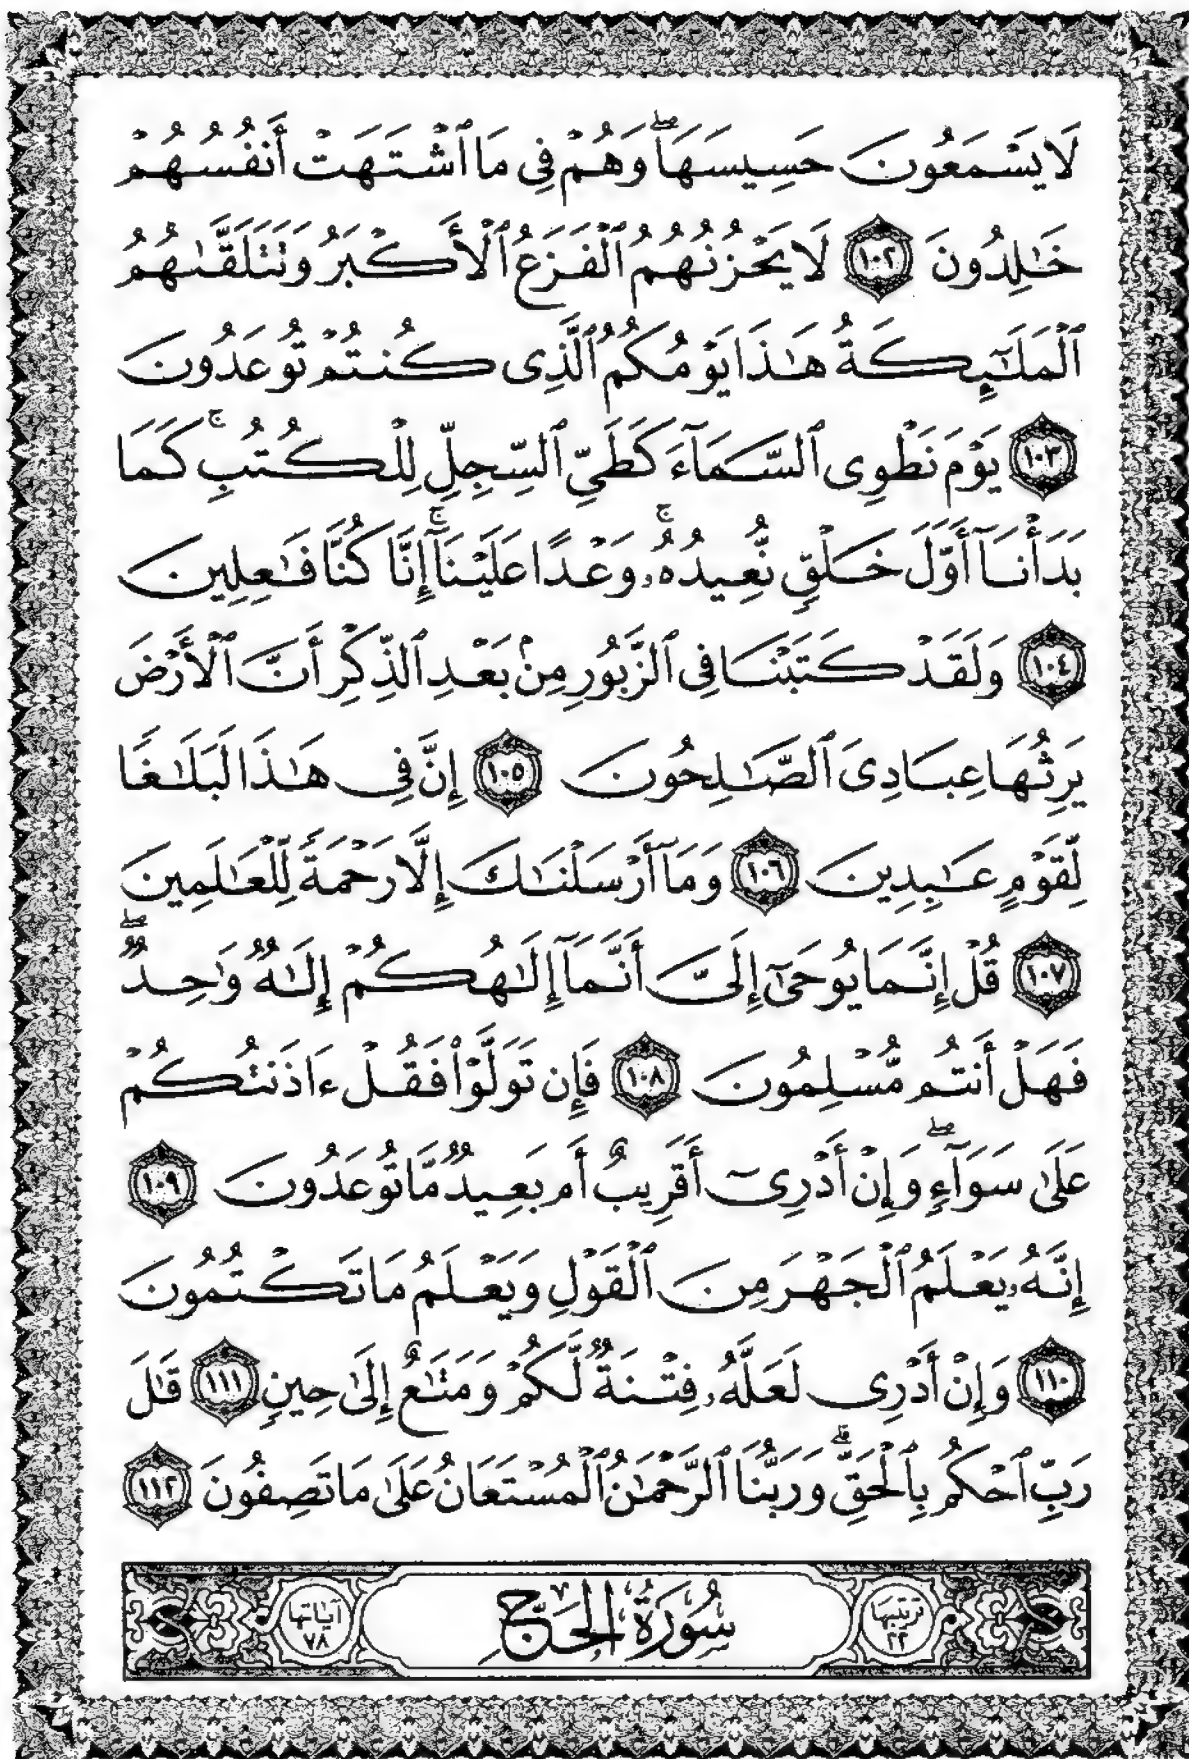 لَا يَسْمَعُونَ حَسِيسَهَا ۖ وَهُمْ فِى مَا ٱشْتَهَتْ أَنفُسُهُمْ
خَٰلِدُونَ ١٠٢ لَا يَحْزُنُهُمُ ٱلْفَزَعُ ٱلْأَكْبَرُ وَتَتَلَقَّىٰهُمُ
ٱلْمَلَٰٓئِكَةُ هَٰذَا يَوْمُكُمُ ٱلَّذِى كُنتُمْ تُوعَدُونَ
١٠٣ يَوْمَ نَطْوِى ٱلسَّمَآءَ كَطَىِّ ٱلسِّجِلِّ لِلْكُتُبِ ۚ كَمَا
بَدَأْنَآ أَوَّلَ خَلْقٍ نُّعِيدُهُۥ ۚ وَعْدًا عَلَيْنَآ ۚ إِنَّا كُنَّا فَٰعِلِينَ
١٠٤ وَلَقَدْ كَتَبْنَا فِى ٱلزَّبُورِ مِنۢ بَعْدِ ٱلذِّكْرِ أَنَّ ٱلْأَرْضَ
يَرِثُهَا عِبَادِىَ ٱلصَّٰلِحُونَ ١٠٥ إِنَّ فِى هَٰذَا لَبَلَٰغًا
لِّقَوْمٍ عَٰبِدِينَ ١٠٦ وَمَآ أَرْسَلْنَٰكَ إِلَّا رَحْمَةً لِّلْعَٰلَمِينَ
١٠٧ قُلْ إِنَّمَا يُوحَىٰٓ إِلَىَّ أَنَّمَآ إِلَٰهُكُمْ إِلَٰهٌ وَٰحِدٌ ۖ
فَهَلْ أَنتُم مُّسْلِمُونَ ١٠٨ فَإِن تَوَلَّوْا۟ فَقُلْ ءَاذَنتُكُمْ
عَلَىٰ سَوَآءٍ ۖ وَإِنْ أَدْرِىٓ أَقَرِيبٌ أَم بَعِيدٌ مَّا تُوعَدُونَ ١٠٩
إِنَّهُۥ يَعْلَمُ ٱلْجَهْرَ مِنَ ٱلْقَوْلِ وَيَعْلَمُ مَا تَكْتُمُونَ
١١٠ وَإِنْ أَدْرِى لَعَلَّهُۥ فِتْنَةٌ لَّكُمْ وَمَتَٰعٌ إِلَىٰ حِينٍ ١١١ قَٰلَ
رَبِّ ٱحْكُم بِٱلْحَقِّ ۗ وَرَبُّنَا ٱلرَّحْمَٰنُ ٱلْمُسْتَعَانُ عَلَىٰ مَا تَصِفُونَ ١١٢
ترتيبها ٢٢ سُورَةُ الحَجِّ آياتها ٧٨